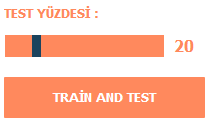 TEST YÜZDESİ :
20
TRAİN AND TEST